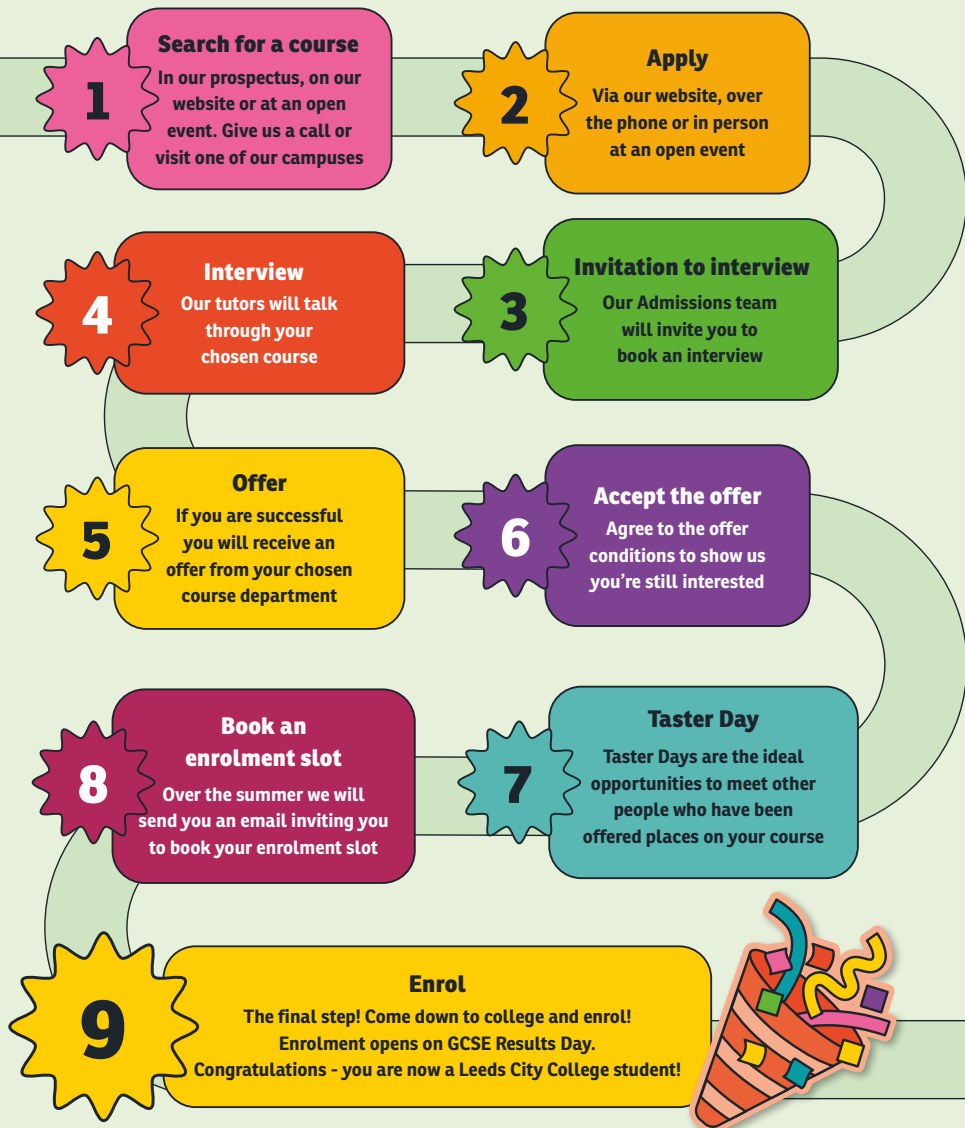 1
Search for a course
In our prospectus, on our
website or at an open
event. Give us a call or
visit one of our campuses
2
Apply
Via our website, over
the phone or in person
at an open event
3
Invitation to interview
Our Admissions team
will invite you to
book an interview
4
Interview
Our tutors will talk
through your
chosen course
5
Offer
If you are successful
you will receive an
offer from your chosen
course department
6
Accept the offer
Agree to the offer
conditions to show us
you're still interested
7
Taster Day
Taster Days are the ideal
opportunities to meet other
people who have been
offered places on your course
8
Book an
enrolment slot
Over the summer we will
send you an email inviting you
to book your enrolment slot
9
Enrol
The final step! Come down to college and enrol!
Enrolment opens on GCSE Results Day.
Congratulations - you are now a Leeds City College student!